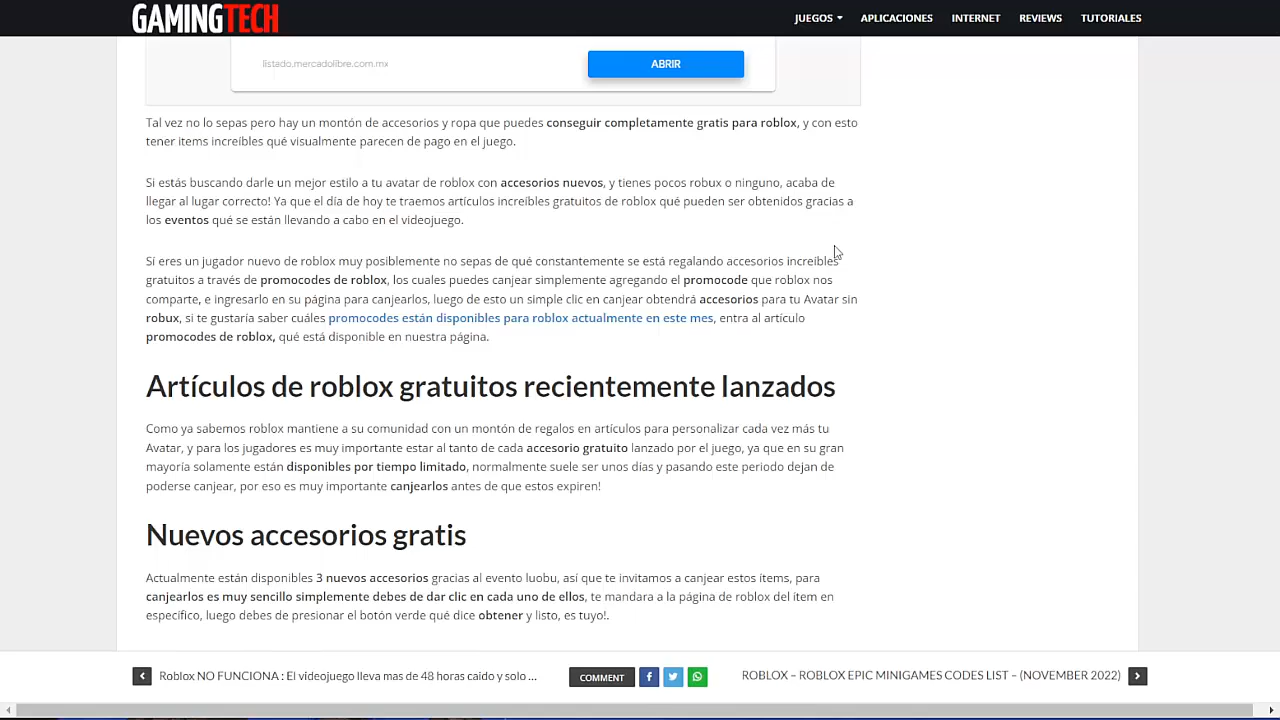 GAMINGTECH
JUEGOS APLICACIONES INTERNET REVIEWS TUTORIALES
listado.mercadolibre.com.mx
ABRIR
Tal vez no lo sepas pero hay un montón de accesorios y ropa que puedes conseguir completamente gratis para roblox, y con esto
tener items increíbles qué visualmente parecen de pago en el juego.
Si estás buscando darle un mejor estilo a tu avatar de roblox con accesorios nuevos, y tienes pocos robux o ninguno, acaba de
llegar al lugar correcto! Ya que el día de hoy te traemos artículos increíbles gratuitos de roblox qué pueden ser obtenidos gracias a
los eventos qué se están llevando a cabo en el videojuego.
Sí eres un jugador nuevo de roblox muy posiblemente no sepas de qué constantemente se está regalando accesorios increíbles
gratuitos a través de promocodes de roblox, los cuales puedes canjear simplemente agregando el promocode que roblox nos
comparte, e ingresarlo en su página para canjearlos, luego de esto un simple clic en canjear obtendrá accesorios para tu Avatar sin
robux, si te gustaría saber cuáles promocodes están disponibles para roblox actualmente en este mes, entra al artículo
promocodes de roblox, qué está disponible en nuestra página.
Artículos de roblox gratuitos recientemente lanzados
Como ya sabemos roblox mantiene a su comunidad con un montón de regalos en artículos para personalizar cada vez más tu
Avatar, y para los jugadores es muy importante estar al tanto de cada accesorio gratuito lanzado por el juego, ya que en su gran
mayoría solamente están disponibles por tiempo limitado, normalmente suele ser unos días y pasando este periodo dejan de
poderse canjear, por eso es muy importante canjearlos antes de que estos expiren!
Nuevos accesorios gratis
Actualmente están disponibles 3 nuevos accesorios gracias al evento luobu, así que te invitamos a canjear estos ítems, para
canjearlos es muy sencillo simplemente debes de dar clic en cada uno de ellos, te mandara a la página de roblox del item en
específico, luego debes de presionar el botón verde qué dice obtener y listo, es tuyo!.
Roblox NO FUNCIONA : El videojuego lleva mas de 48 horas caido y solo ...
COMMENT
ROBLOX – ROBLOX EPIC MINIGAMES CODES LIST – (NOVEMBER 2022)